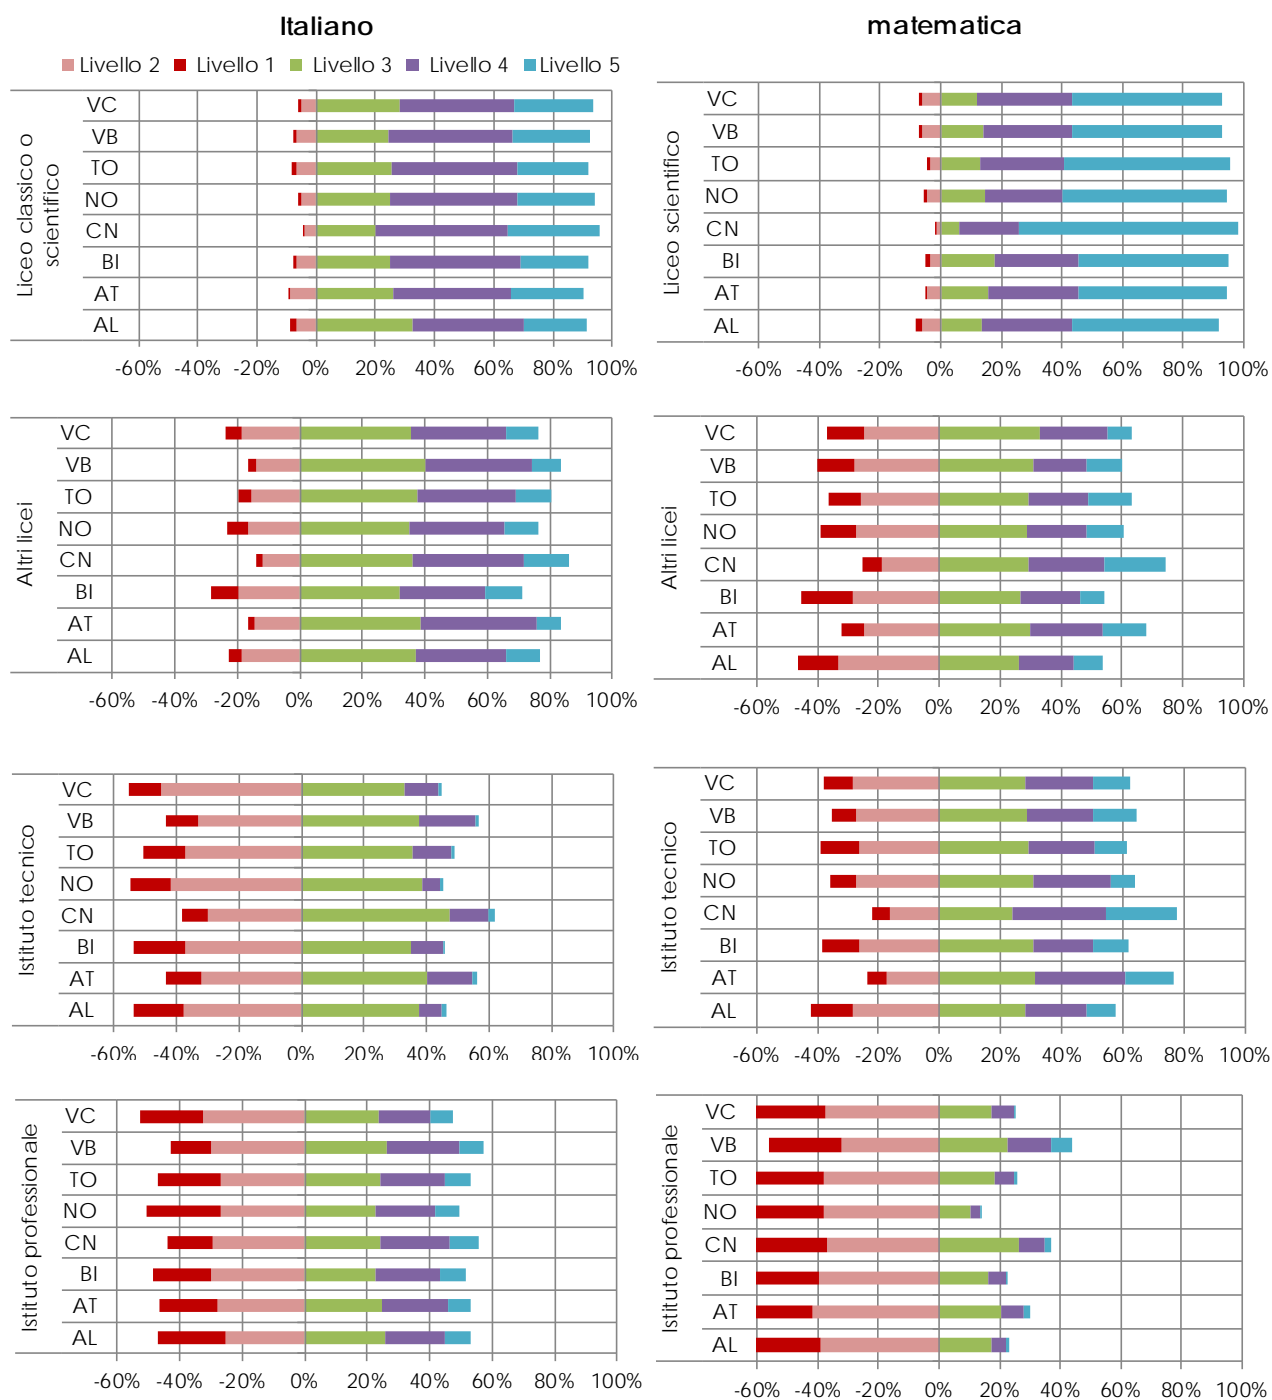 Italiano
matematica
Livello 2 Livello 1 Livello 3 Livello 4 Livello 5
Liceo classico o scientifico
VC
VB
TO
NO
CN
BI
AT
AL
-60% -40% -20% 0% 20% 40% 60% 80% 100%
Liceo scientifico
VC
VB
TO
NO
CN
BI
AT
AL
-60% -40% -20% 0% 20% 40% 60% 80% 100%
Altri licei
VC
VB
TO
NO
CN
BI
AT
AL
-60% -40% -20% 0% 20% 40% 60% 80% 100%
Altri licei
VC
VB
TO
NO
CN
BI
AT
AL
-60% -40% -20% 0% 20% 40% 60% 80% 100%
Istituto tecnico
VC
VB
TO
NO
CN
BI
AT
AL
-60% -40% -20% 0% 20% 40% 60% 80% 100%
Istituto tecnico
VC
VB
TO
NO
CN
BI
AT
AL
-60% -40% -20% 0% 20% 40% 60% 80% 100%
Istituto professionale
VC
VB
TO
NO
CN
BI
AT
AL
-60% -40% -20% 0% 20% 40% 60% 80% 100%
Istituto professionale
VC
VB
TO
NO
CN
BI
AT
AL
-60% -40% -20% 0% 20% 40% 60% 80% 100%